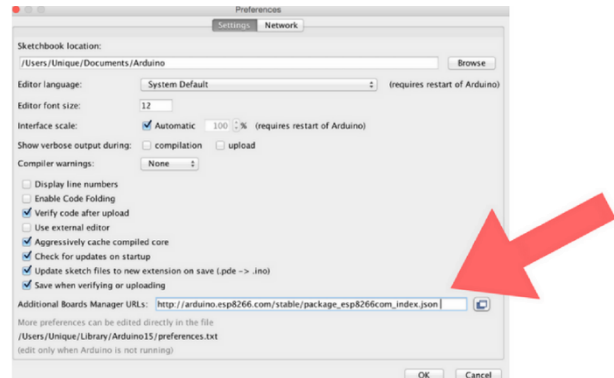 Preferences
Settings Network
Sketchbook location:
/Users/Unique/Documents/Arduino Browse
Editor language: System Default (requires restart of Arduino)
Editor font size: 12
Interface scale: Automatic 100 % (requires restart of Arduino)
Show verbose output during: compilation upload
Compiler warnings: None
Display line numbers
Enable Code Folding
Verify code after upload
Use external editor
Aggressively cache compiled core
Check for updates on startup
Update sketch files to new extension on save (.pde -> .ino)
Save when verifying or uploading
Additional Boards Manager URLs: http://arduino.esp8266.com/stable/package_esp8266com_index.json
More preferences can be edited directly in the file
/Users/Unique/Library/Arduino15/preferences.txt
(edit only when Arduino is not running)
OK Cancel